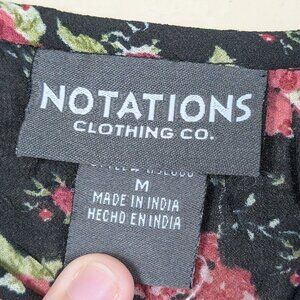 NOTATIONS
CLOTHING CO.
M
MADE IN INDIA
HECHO EN INDIA